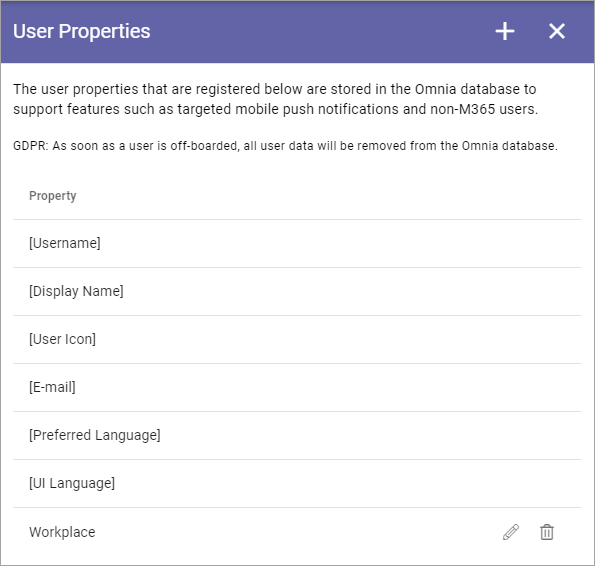 User Properties
The user properties that are registered below are stored in the Omnia database to
support features such as targeted mobile push notifications and non-M365 users.
GDPR: As soon as a user is off-boarded, all user data will be removed from the Omnia database.
Property
[Username]
[Display Name]
[User Icon]
[E-mail]
[Preferred Language]
[UI Language]
Workplace